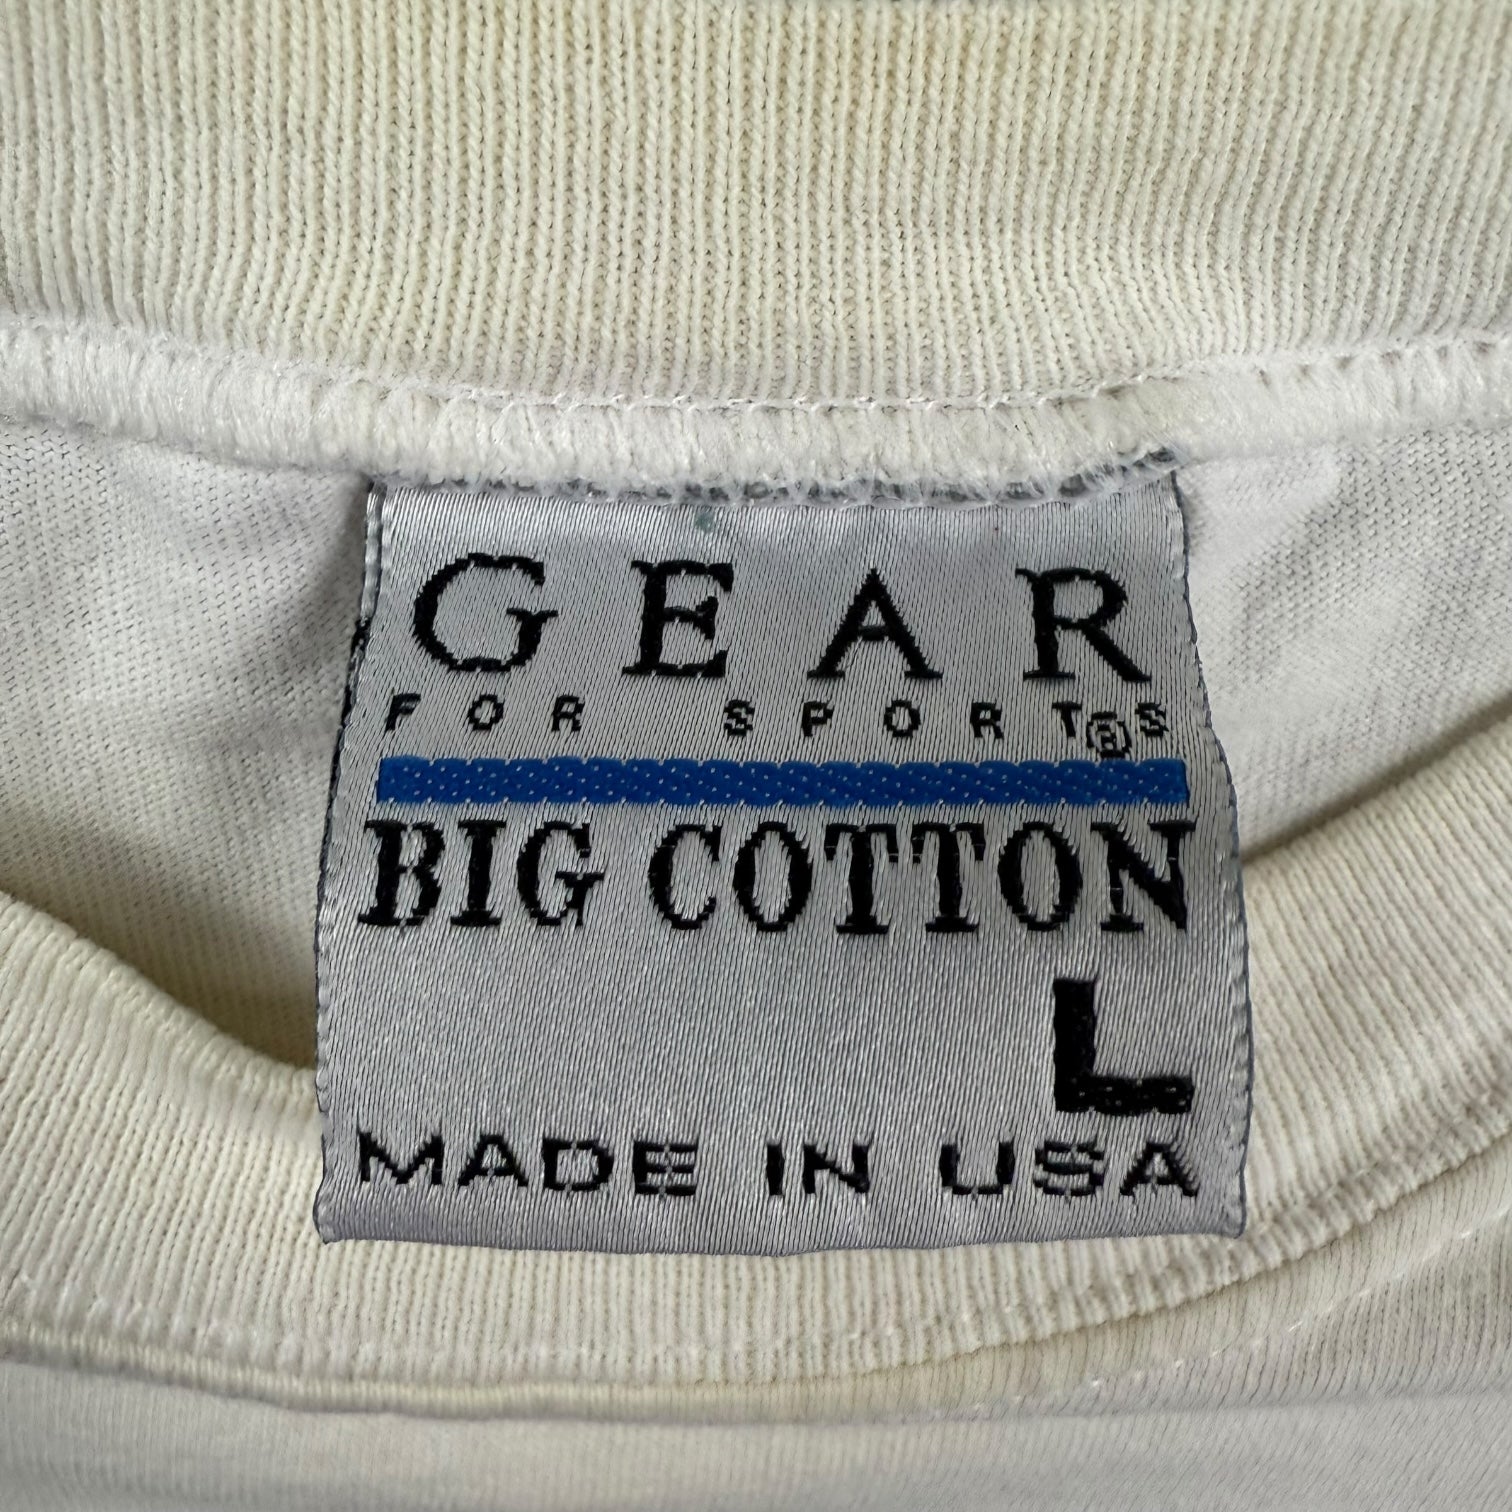 GEAR
FOR SPORTS®
BIG COTTON
L
MADE IN USA